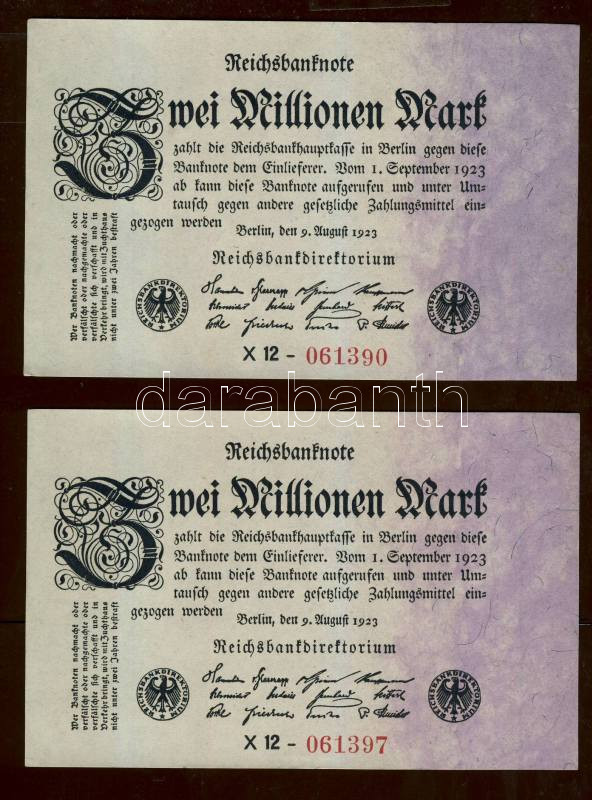 Reichsbanknote
Zwei Millionen Mark
zahlt die Reichsbankhauptkasse in Berlin gegen diese
Banknote dem Einlieferer. Vom 1. September 1923
ab kann diese Banknote aufgerufen und unter Um-
tausch gegen andere gesetzliche Zahlungsmittel ein-
gezogen werden
Berlin, den 9. August 1923
Reichsbankdirektorium
Wer Banknoten nachmacht oder
verfälscht oder nachgemachte oder
verfälschte sich verschafft und in
Verkehr bringt, wird mit Zuchthaus
nicht unter zwei Jahren bestraft
REICHSBANKDIREKTORIUM
REICHSBANKDIREKTORIUM
X 12 - 061390
darabanth
Reichsbanknote
Zwei Millionen Mark
zahlt die Reichsbankhauptkasse in Berlin gegen diese
Banknote dem Einlieferer. Vom 1. September 1923
ab kann diese Banknote aufgerufen und unter Um-
tausch gegen andere gesetzliche Zahlungsmittel ein-
gezogen werden
Berlin, den 9. August 1923
Reichsbankdirektorium
Wer Banknoten nachmacht oder
verfälscht oder nachgemachte oder
verfälschte sich verschafft und in
Verkehr bringt, wird mit Zuchthaus
nicht unter zwei Jahren bestraft
REICHSBANKDIREKTORIUM
REICHSBANKDIREKTORIUM
X 12 - 061397